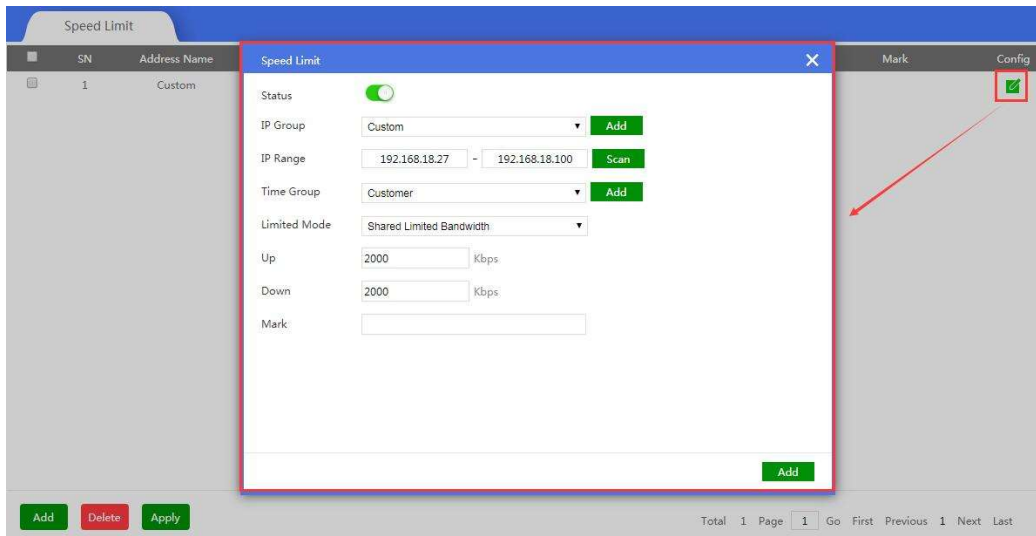 Speed Limit
SN Address Name Mark Config
1 Custom
Speed Limit
Status
IP Group Custom Add
IP Range 192.168.18.27 - 192.168.18.100 Scan
Time Group Customer Add
Limited Mode Shared Limited Bandwidth
Up 2000 Kbps
Down 2000 Kbps
Mark
Add
Add Delete Apply Total 1 Page 1 Go First Previous 1 Next Last